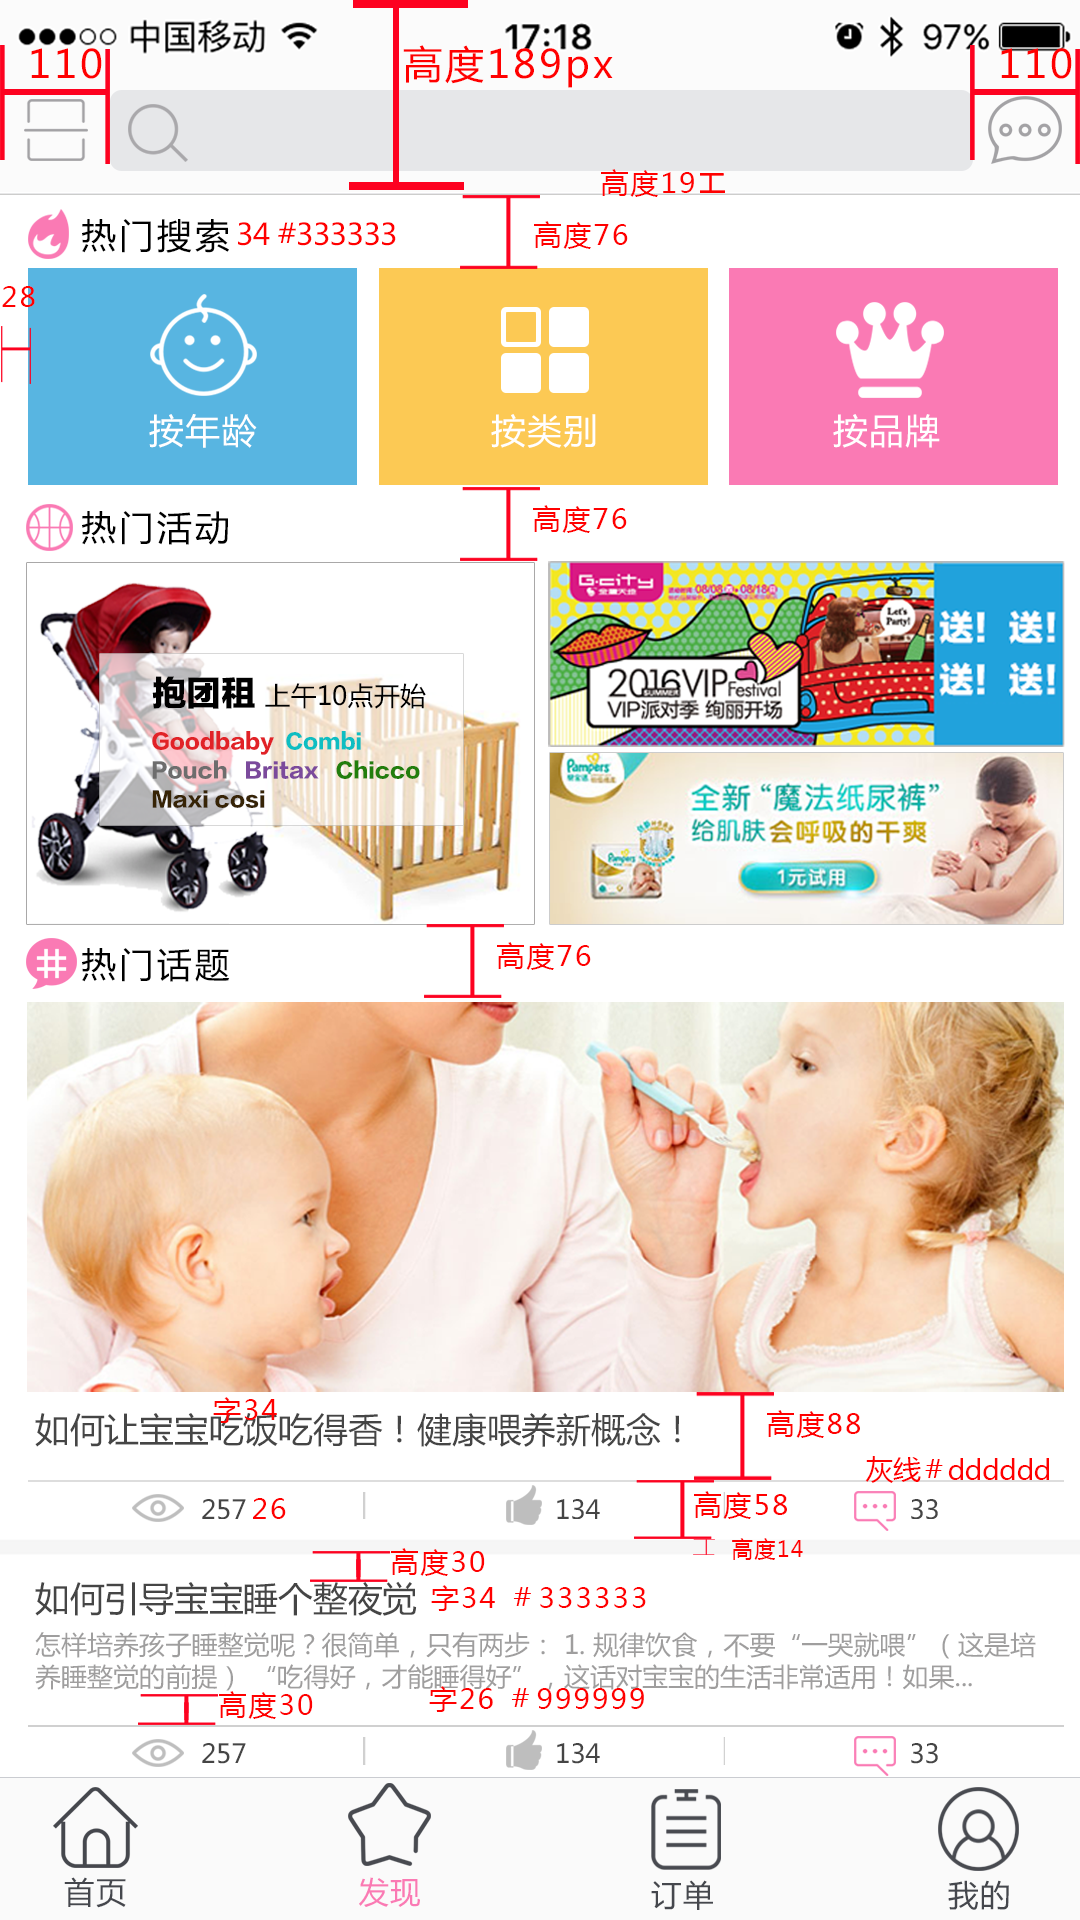 中国移动 17:18 97%
110 高度189px 110
高度19工
热门搜索 34 #333333 高度76
28
按年龄 按类别 按品牌
热门活动 高度76
抱团租 上午10点开始
Goodbaby Combi
Pouch Britax Chicco
Maxi cosi
G-city
08/08 08/18
Let's Party!
送! 送!
送! 送!
2016VIP Festival
SUMMER
VIP派对季 绚丽开场
Pampers
全新“魔法纸尿裤”
给肌肤会呼吸的干爽
Pampers
1元试用
热门话题 高度76
字34
如何让宝宝吃饭吃得香！健康喂养新概念！ 高度88
灰线#dddddd
257 26 134 高度58 33
工 高度14
高度30
如何引导宝宝睡个整夜觉 字34 #333333
怎样培养孩子睡整觉呢？很简单，只有两步： 1. 规律饮食，不要“一哭就喂”（这是培
养睡整觉的前提）“吃得好，才能睡得好”，这话对宝宝的生活非常适用！如果...
高度30 字26 #999999
257 134 33
首页 发现 订单 我的